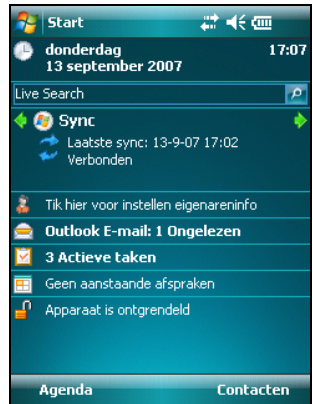 Start
donderdag 17:07
13 september 2007
Live Search
Sync
Laatste sync: 13-9-07 17:02
Verbonden
Tik hier voor instellen eigenareninfo
Outlook E-mail: 1 Ongelezen
3 Actieve taken
Geen aanstaande afspraken
Apparaat is ontgrendeld
Agenda Contacten